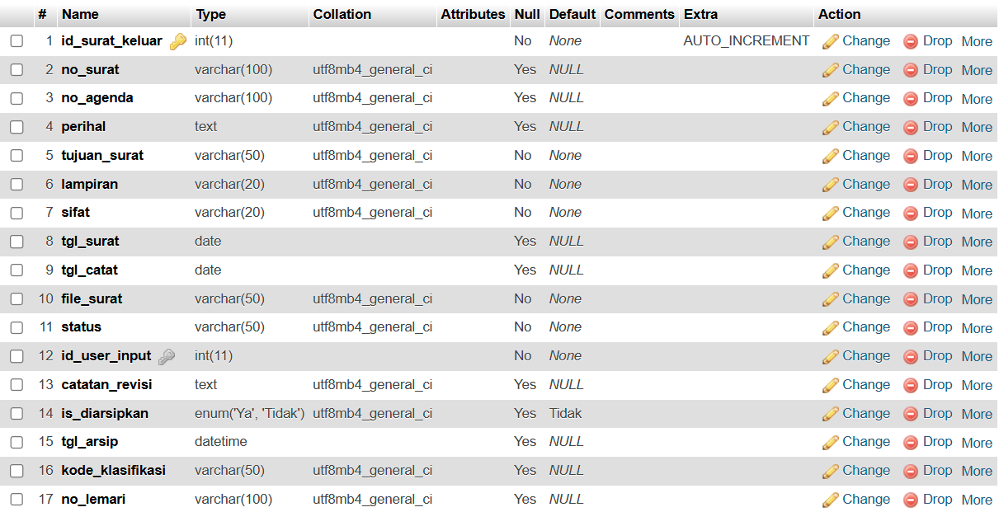 # Name Type Collation Attributes Null Default Comments Extra Action
1 id_surat_keluar int(11) No None AUTO_INCREMENT Change Drop More
2 no_surat varchar(100) utf8mb4_general_ci Yes NULL Change Drop More
3 no_agenda varchar(100) utf8mb4_general_ci Yes NULL Change Drop More
4 perihal text utf8mb4_general_ci Yes NULL Change Drop More
5 tujuan_surat varchar(50) utf8mb4_general_ci No None Change Drop More
6 lampiran varchar(20) utf8mb4_general_ci No None Change Drop More
7 sifat varchar(20) utf8mb4_general_ci No None Change Drop More
8 tgl_surat date Yes NULL Change Drop More
9 tgl_catat date Yes NULL Change Drop More
10 file_surat varchar(50) utf8mb4_general_ci No None Change Drop More
11 status varchar(50) utf8mb4_general_ci No None Change Drop More
12 id_user_input int(11) No None Change Drop More
13 catatan_revisi text utf8mb4_general_ci Yes NULL Change Drop More
14 is_diarsipkan enum('Ya', 'Tidak') utf8mb4_general_ci Yes Tidak Change Drop More
15 tgl_arsip datetime Yes NULL Change Drop More
16 kode_klasifikasi varchar(50) utf8mb4_general_ci Yes NULL Change Drop More
17 no_lemari varchar(100) utf8mb4_general_ci Yes NULL Change Drop More